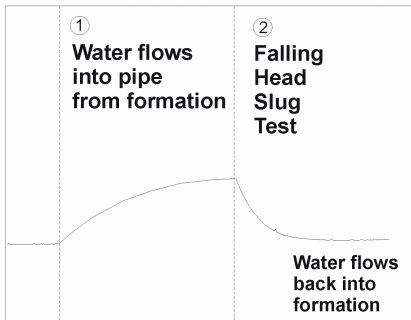 ①
Water flows
into pipe
from formation
②
Falling
Head
Slug
Test
Water flows
back into
formation